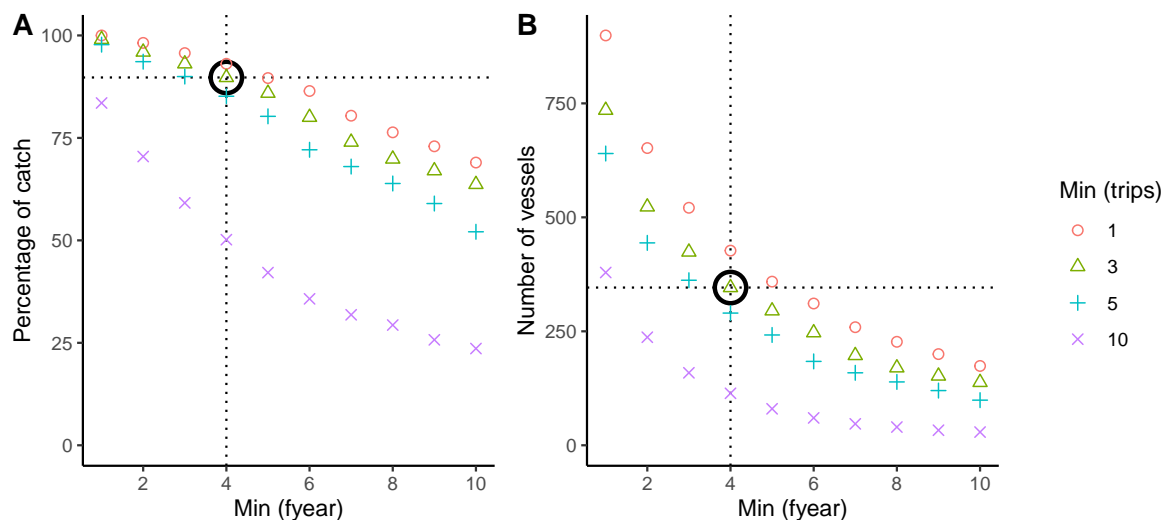 A
Percentage of catch
100
75
50
25
0
2 4 6 8 10
Min (fyear)
B
Number of vessels
750
500
250
0
2 4 6 8 10
Min (fyear)
Min (trips)
1
3
5
10